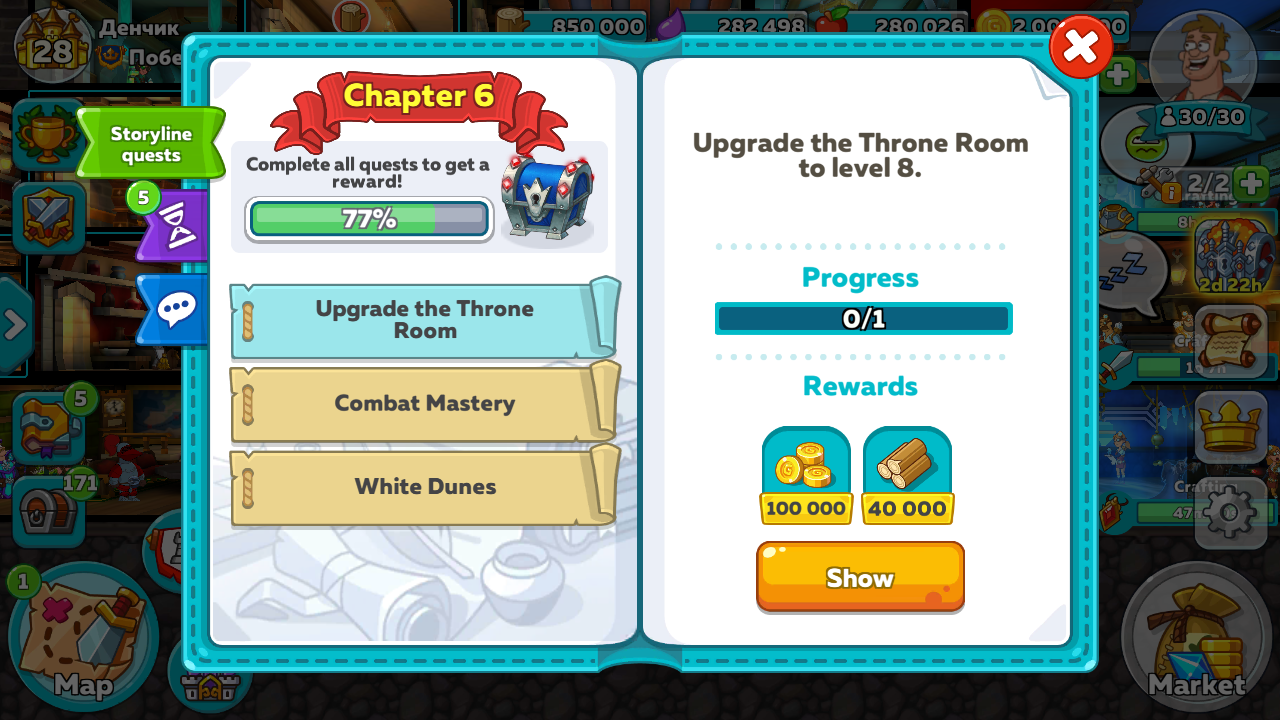 28
Денчик
Побе
850 000
282 498
280 026
30/30
2/2
Storyline
quests
5
Chapter 6
Complete all quests to get a
reward!
77%
Upgrade the Throne
Room
Combat Mastery
White Dunes
Upgrade the Throne Room
to level 8.
Progress
0/1
Rewards
100 000
40 000
Show
2d 22h
5
171
1
Map
Market